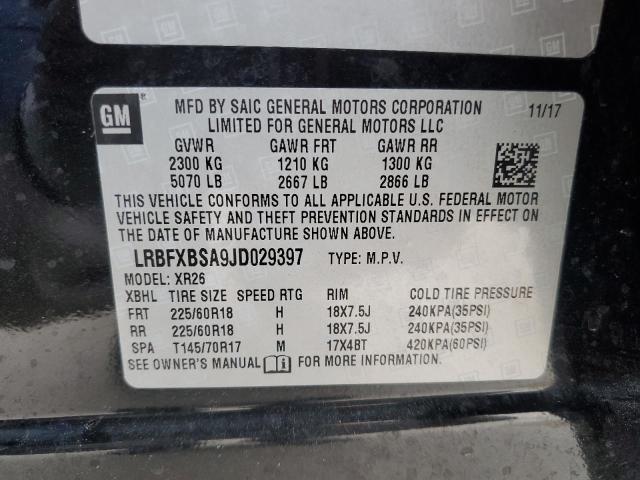 GM
MFD BY SAIC GENERAL MOTORS CORPORATION 11/17
LIMITED FOR GENERAL MOTORS LLC
GVWR GAWR FRT GAWR RR
2300 KG 1210 KG 1300 KG
5070 LB 2667 LB 2866 LB
THIS VEHICLE CONFORMS TO ALL APPLICABLE U.S. FEDERAL MOTOR
VEHICLE SAFETY AND THEFT PREVENTION STANDARDS IN EFFECT ON
THE DATE OF MANUFACTURE SHOWN ABOVE.
LRBFXBSA9JD029397 TYPE: M.P.V.
MODEL: XR26
XBHL TIRE SIZE SPEED RTG RIM COLD TIRE PRESSURE
FRT 225/60R18 H 18X7.5J 240KPA(35PSI)
RR 225/60R18 H 18X7.5J 240KPA(35PSI)
SPA T145/70R17 M 17X4BT 420KPA(60PSI)
SEE OWNER'S MANUAL FOR MORE INFORMATION.